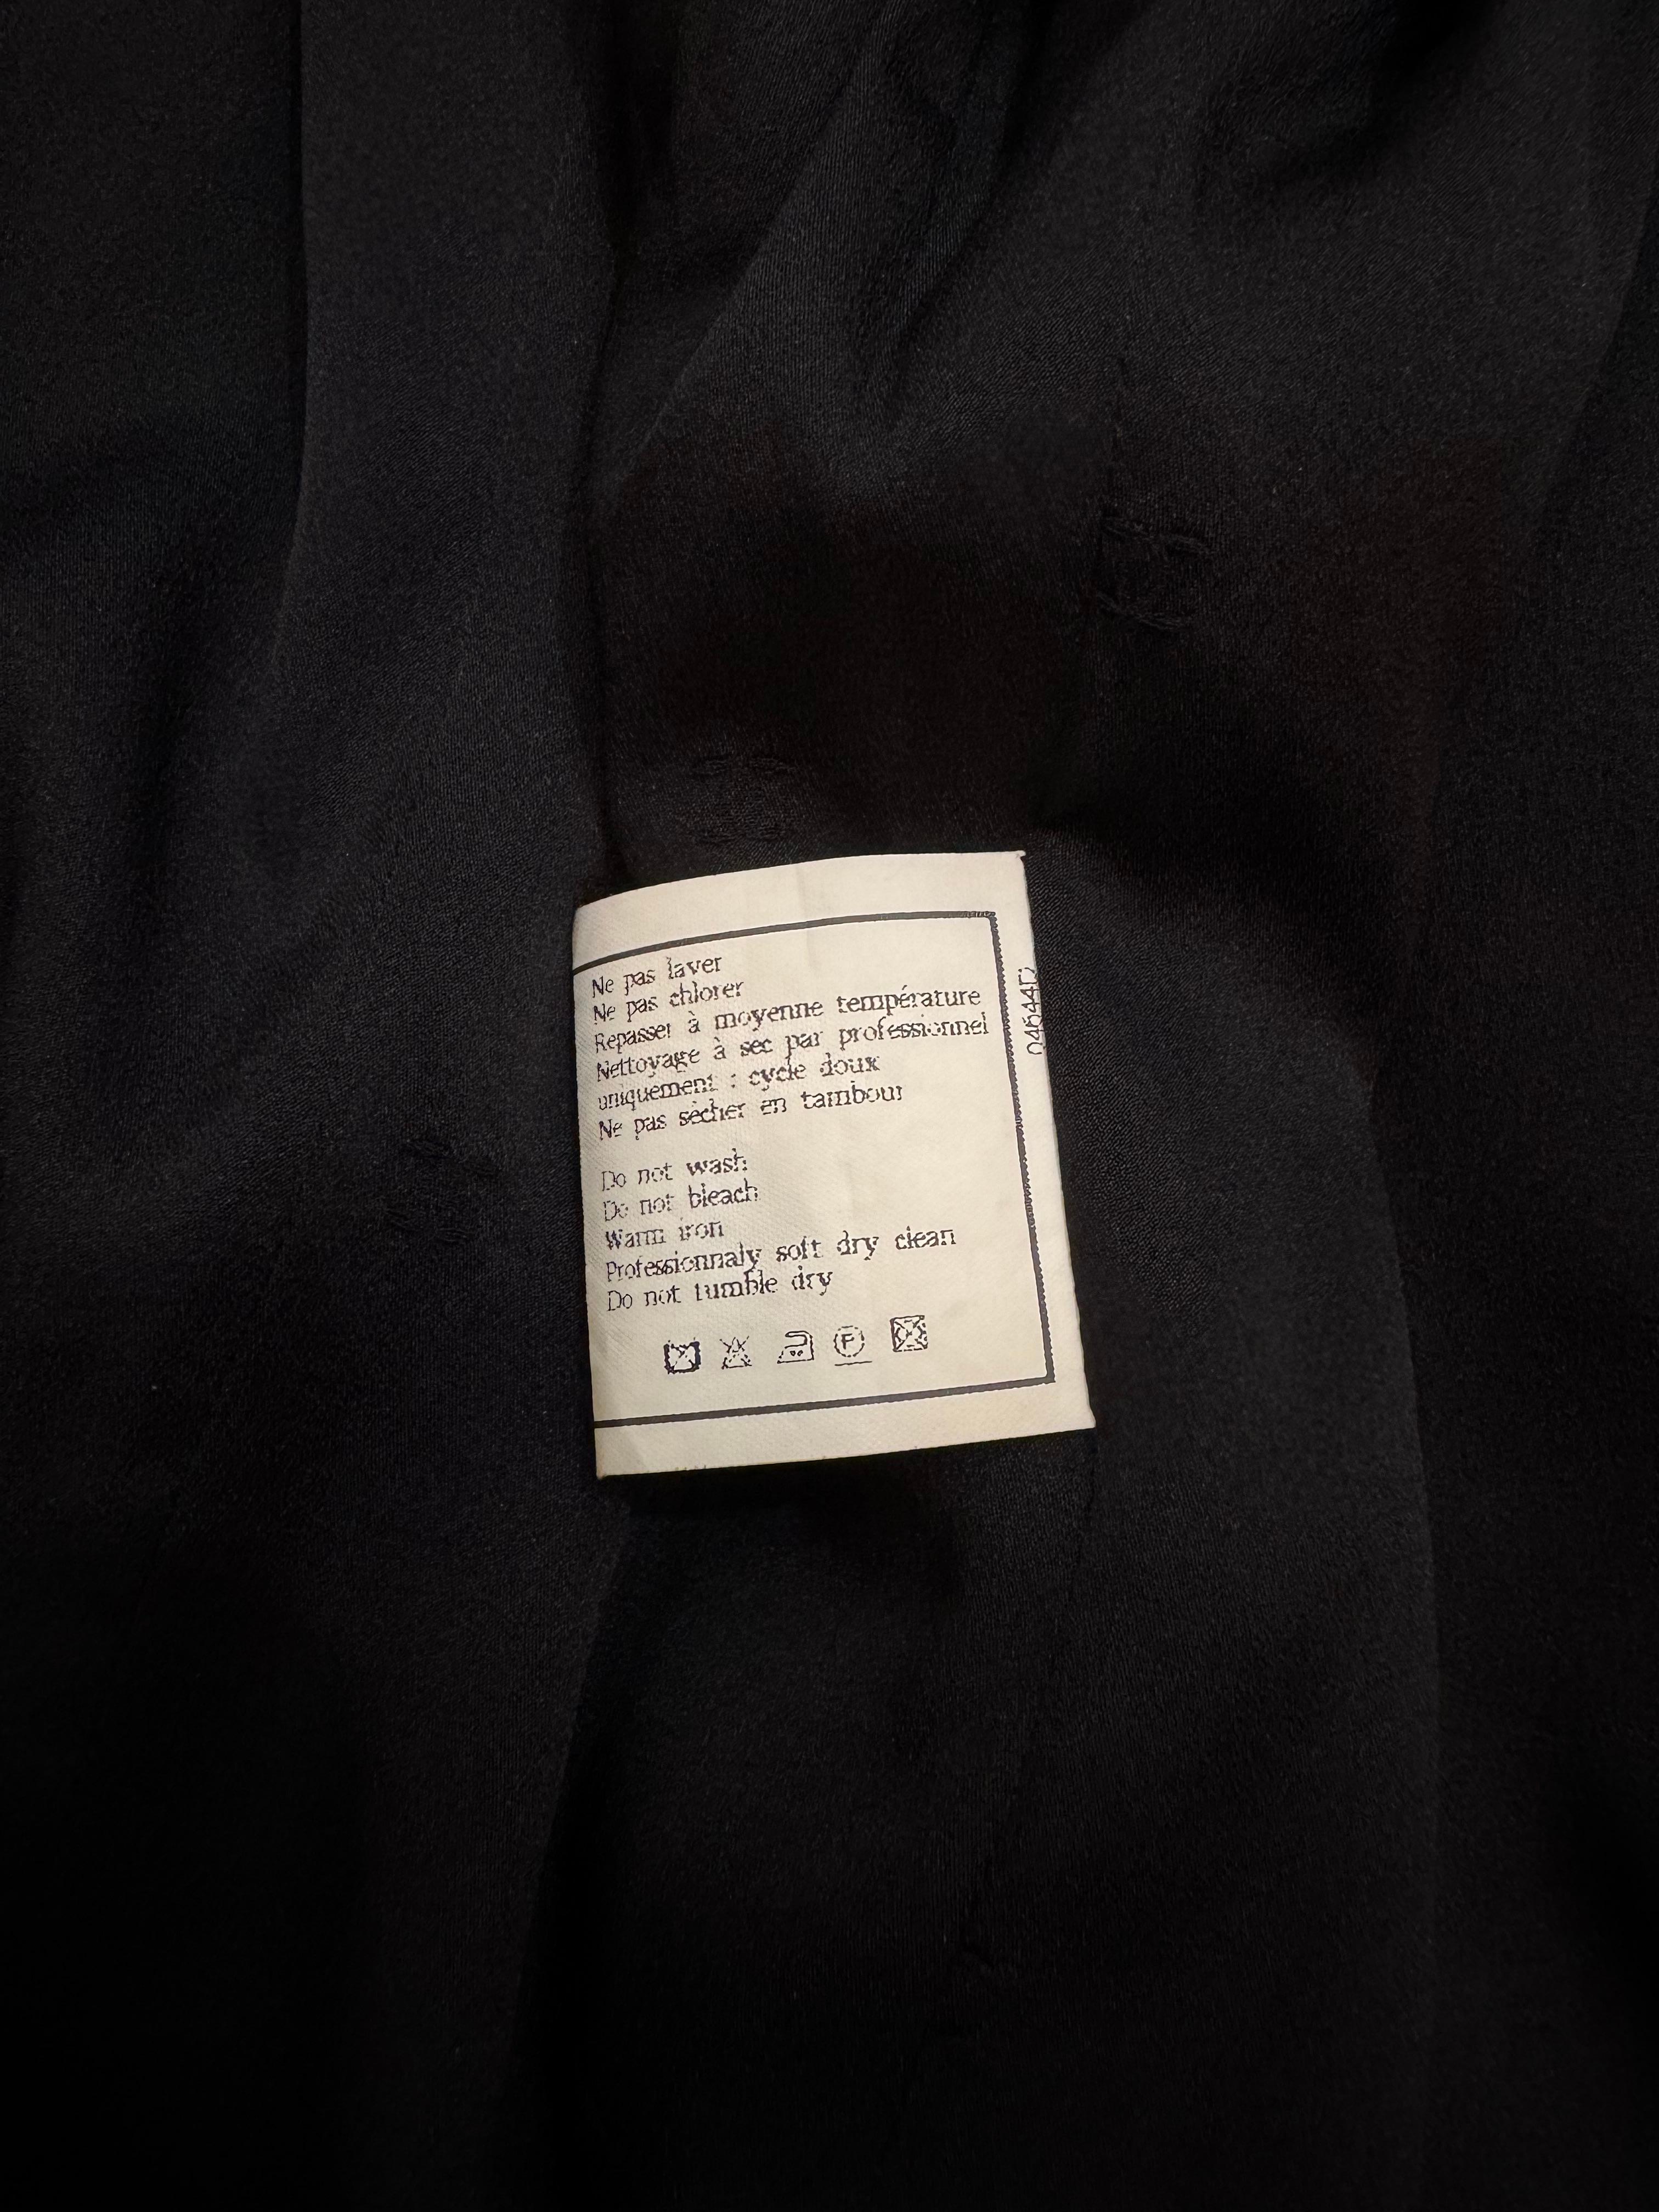 Ne pas laver
Ne pas chlorer
Repasser à moyenne température
Nettoyage à sec par professionnel
uniquement : cycle doux
Ne pas sécher en tambour
Do not wash
Do not bleach
Warm iron
Professionnaly soft dry clean
Do not tumble dry
F